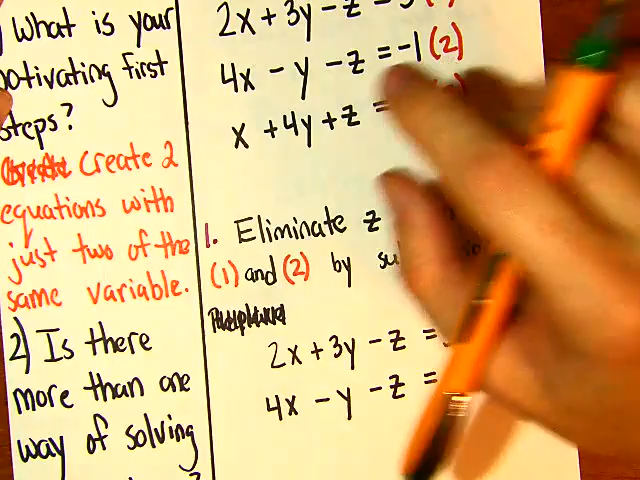 What is your
motivating first
steps?
Create 2
equations with
just two of the
same variable.
2) Is there
more than one
way of solving
2x + 3y - z =
4x - y - z = -1 (2)
x + 4y + z =
1. Eliminate z
(1) and (2) by
2x + 3y - z =
4x - y - z =